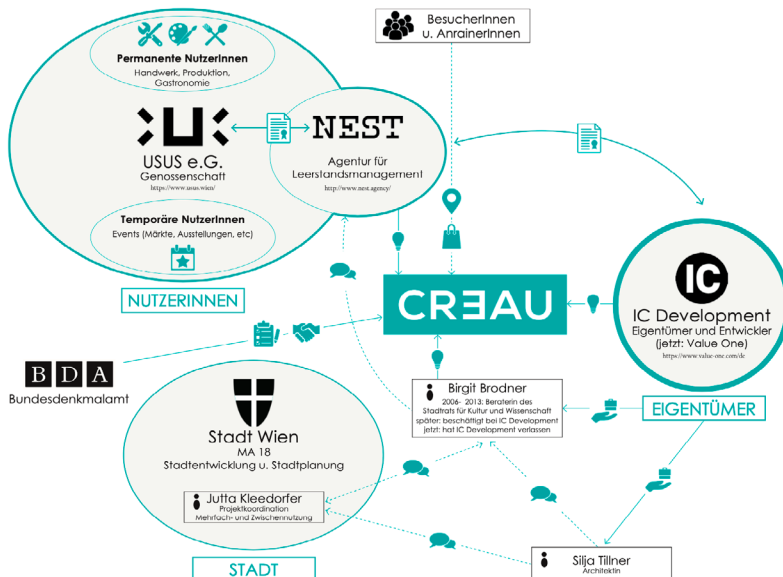 BesucherInnen
u. AnrainerInnen
Permanente NutzerInnen
Handwerk, Produktion,
Gastronomie
USUS e.G.
Genossenschaft
https://www.usus.wien/
NEST
Agentur für
Leerstandsmanagement
http://www.nest.agency/
Temporäre NutzerInnen
Events (Märkte, Ausstellungen, etc)
NUTZERINNEN
CREAU
IC
IC Development
Eigentümer und Entwickler
(jetzt: Value One)
https://www.value-one.com/de
EIGENTÜMER
BDA
Bundesdenkmalamt
Birgit Brodner
2006- 2013: Beraterin des
Stadtrats für Kultur und Wissenschaft
später: beschäftigt bei IC Development
jetzt: hat IC Development verlassen
Stadt Wien
MA 18
Stadtentwicklung u. Stadtplanung
Jutta Kleedorfer
Projektkoordination
Mehrfach- und Zwischennutzung
STADT
Silja Tillner
Architektin